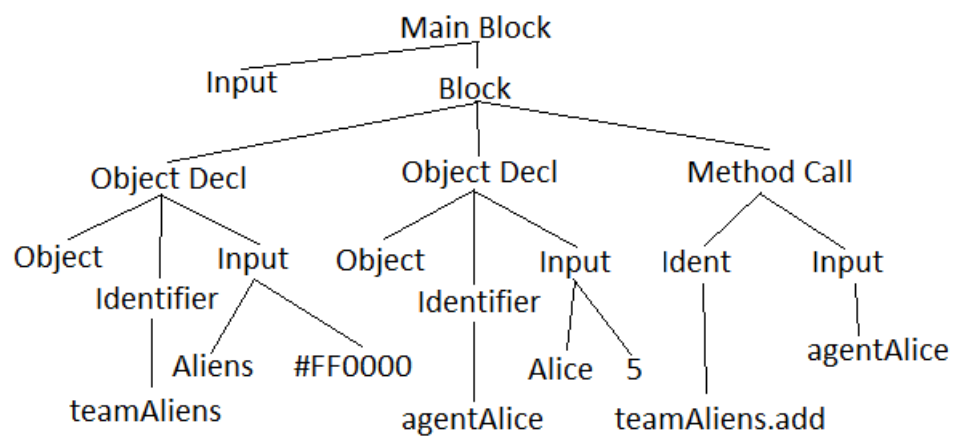 Main Block
Input
Block
Object Decl
Object Decl
Method Call
Object
Input
Object
Input
Ident
Input
Identifier
Identifier
Aliens
#FF0000
Alice
5
agentAlice
teamAliens
agentAlice
teamAliens.add